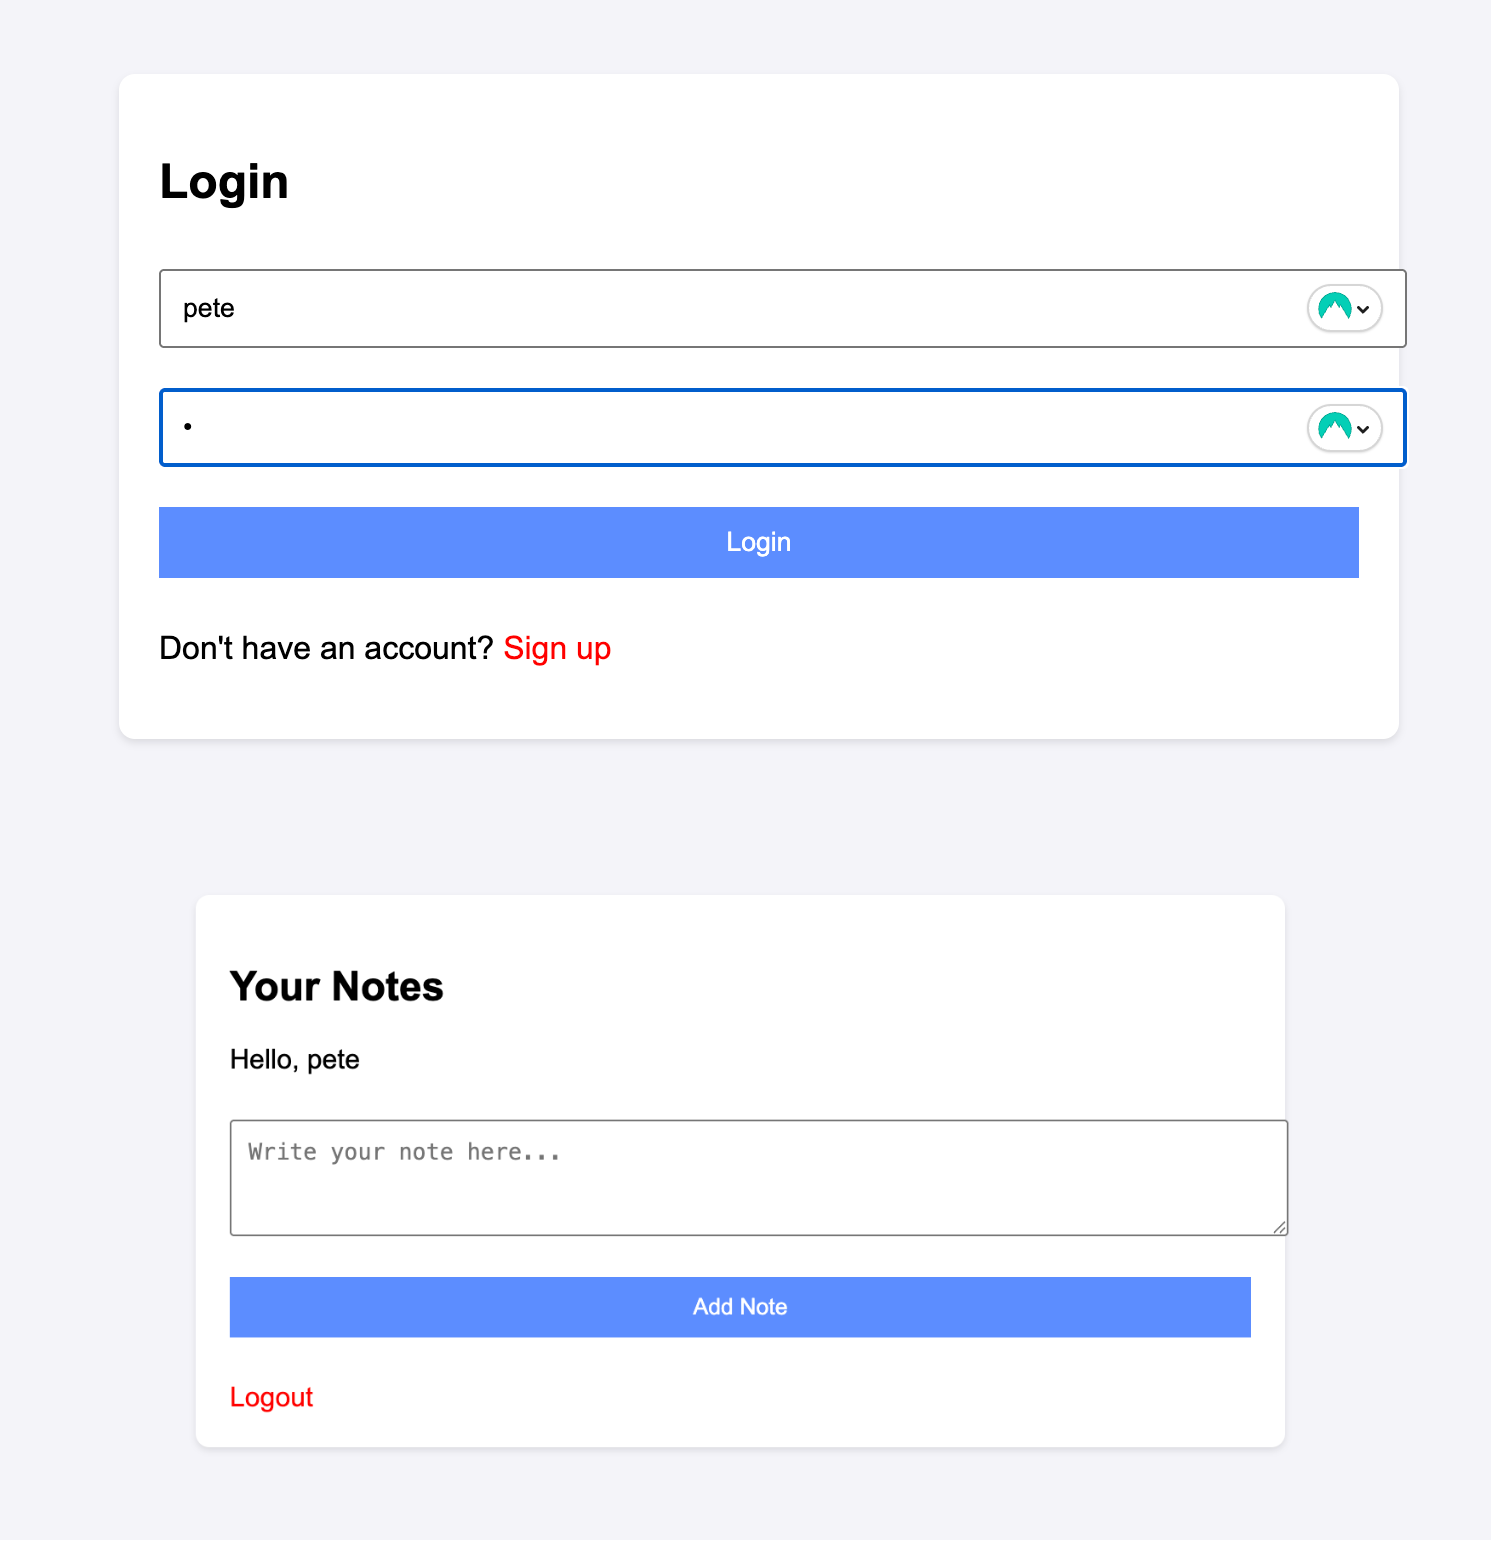 Login
pete
•
Login
Don't have an account? Sign up
Your Notes
Hello, pete
Write your note here...
Add Note
Logout